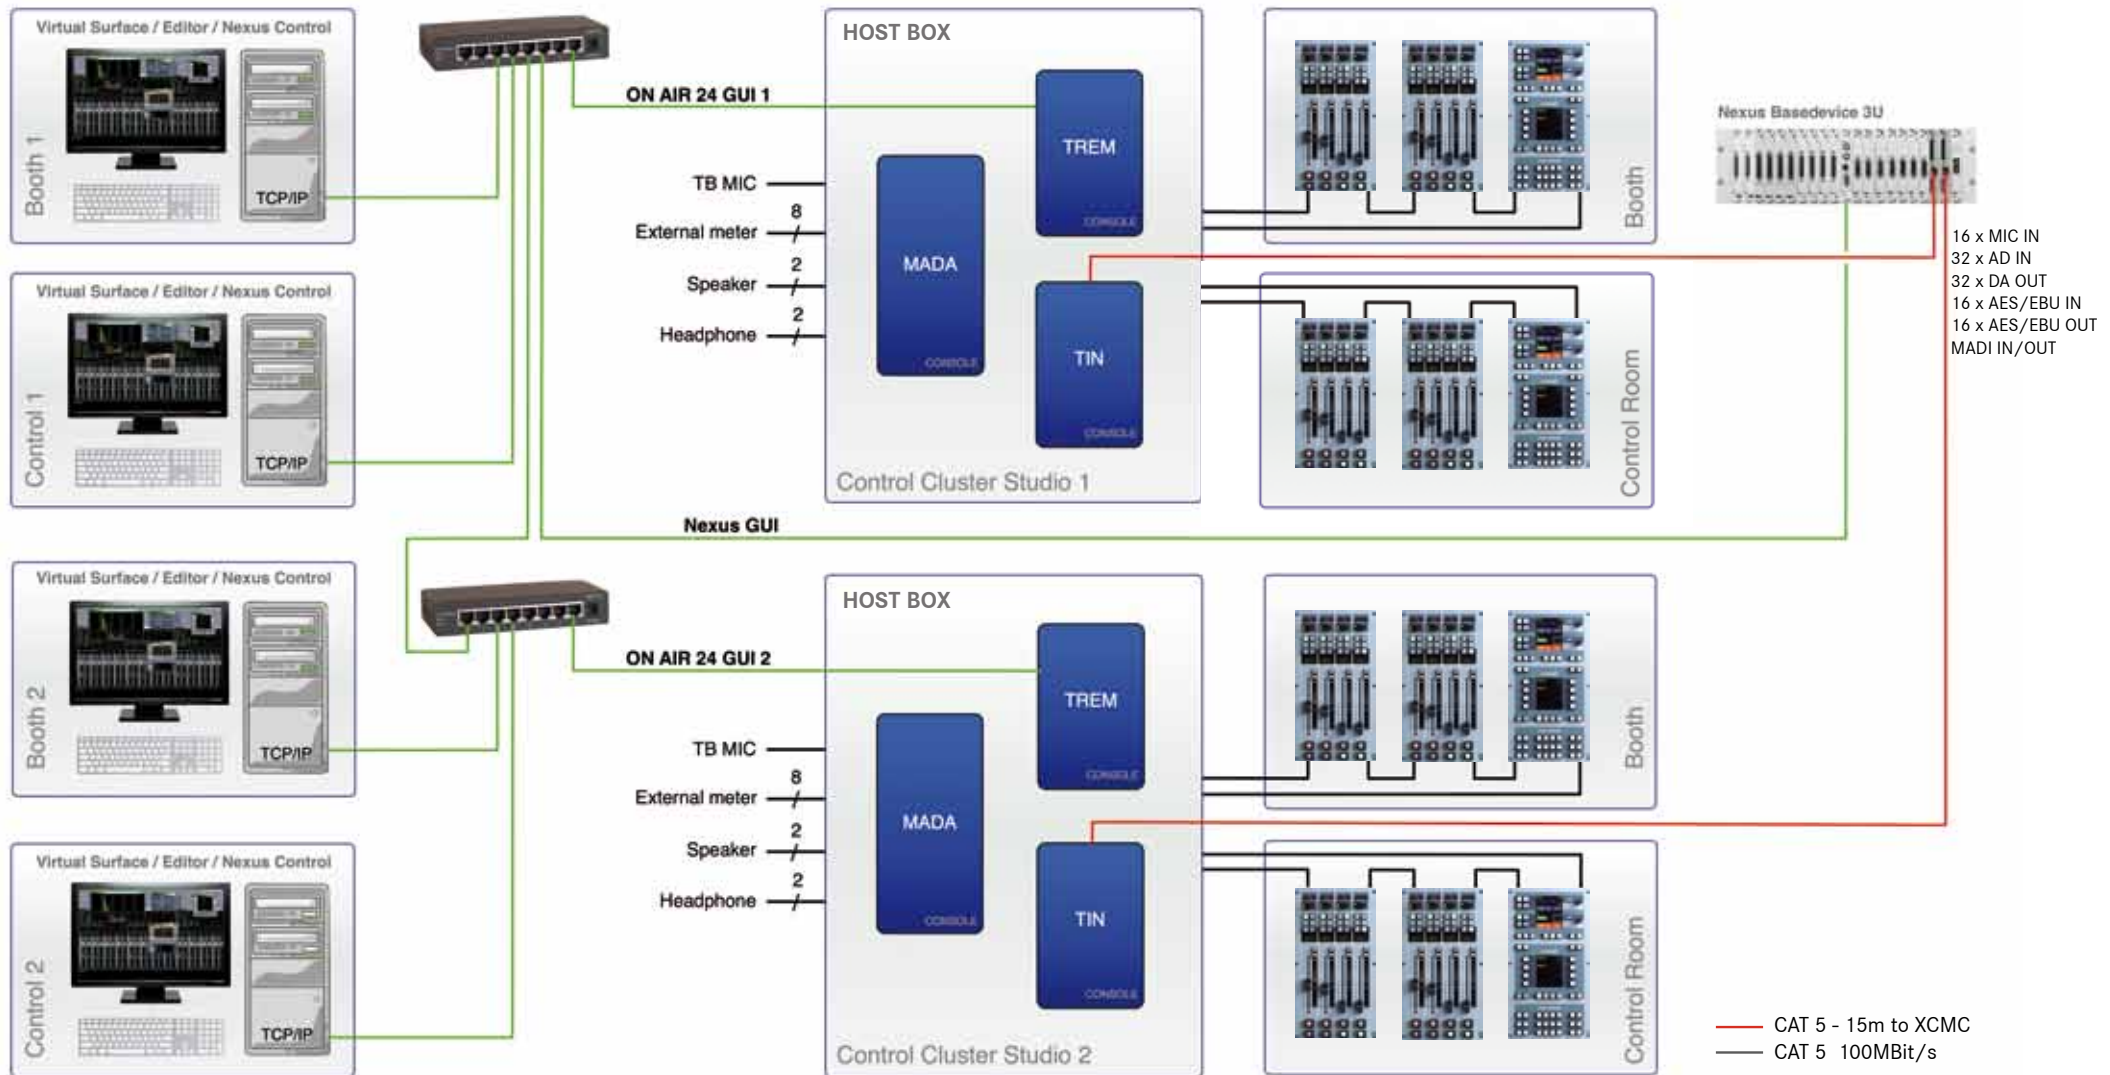 Virtual Surface / Editor / Nexus Control
Booth 1
TCP/IP
Virtual Surface / Editor / Nexus Control
Control 1
TCP/IP
ON AIR 24 GUI 1
TB MIC
8
External meter
2
Speaker
2
Headphone
HOST BOX
TREM
CONSOLE
MADA
CONSOLE
TIN
CONSOLE
Control Cluster Studio 1
Booth
Control Room
Nexus Basedevice 3U
16 x MIC IN
32 x AD IN
32 x DA OUT
16 x AES/EBU IN
16 x AES/EBU OUT
MADI IN/OUT
Nexus GUI
Virtual Surface / Editor / Nexus Control
Booth 2
TCP/IP
Virtual Surface / Editor / Nexus Control
Control 2
TCP/IP
ON AIR 24 GUI 2
TB MIC
8
External meter
2
Speaker
2
Headphone
HOST BOX
TREM
CONSOLE
MADA
CONSOLE
TIN
CONSOLE
Control Cluster Studio 2
Booth
Control Room
CAT 5 - 15m to XCMC
CAT 5 100MBit/s